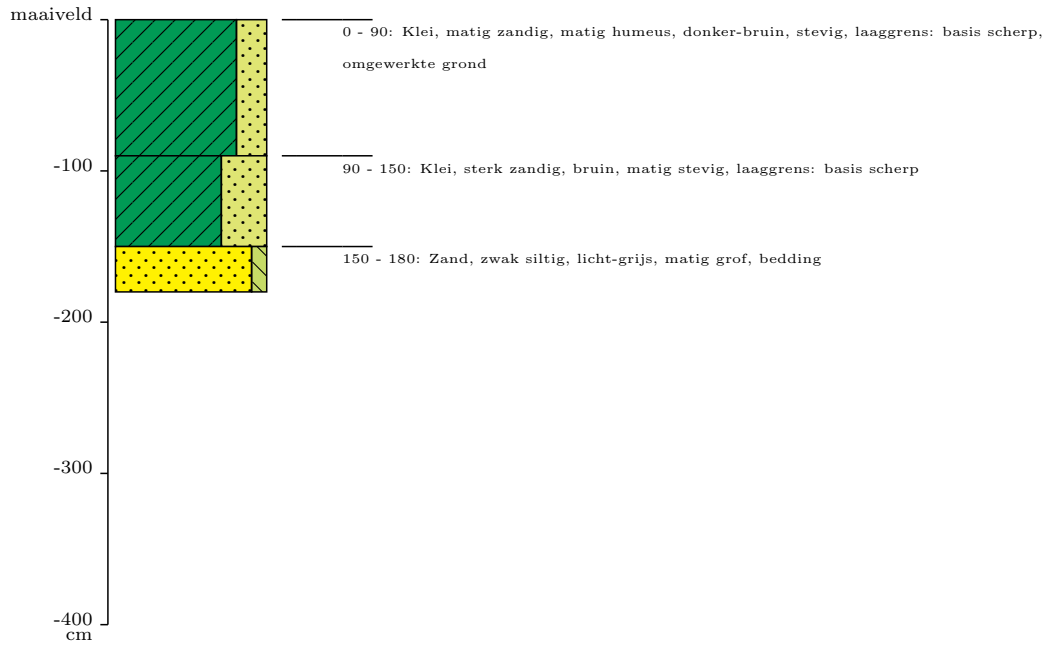 maaiveld
0 - 90: Klei, matig zandig, matig humeus, donker-bruin, stevig, laaggrens: basis scherp,
omgewerkte grond
-100
90 - 150: Klei, sterk zandig, bruin, matig stevig, laaggrens: basis scherp
150 - 180: Zand, zwak siltig, licht-grijs, matig grof, bedding
-200
-300
-400
cm